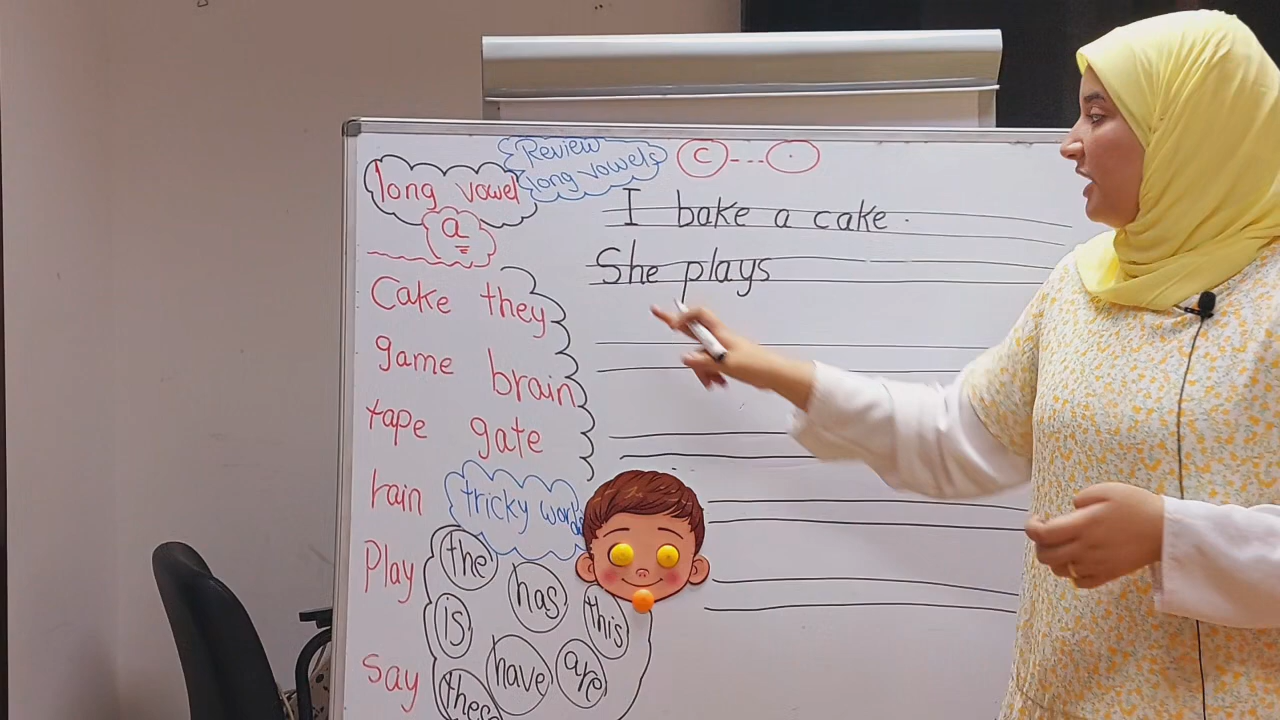 Review
long vowels
C --- .
long vowel
a
I bake a cake.
She plays
Cake they
game brain
tape gate
rain
Play
say
tricky words
the
has
is
this
have
are
these